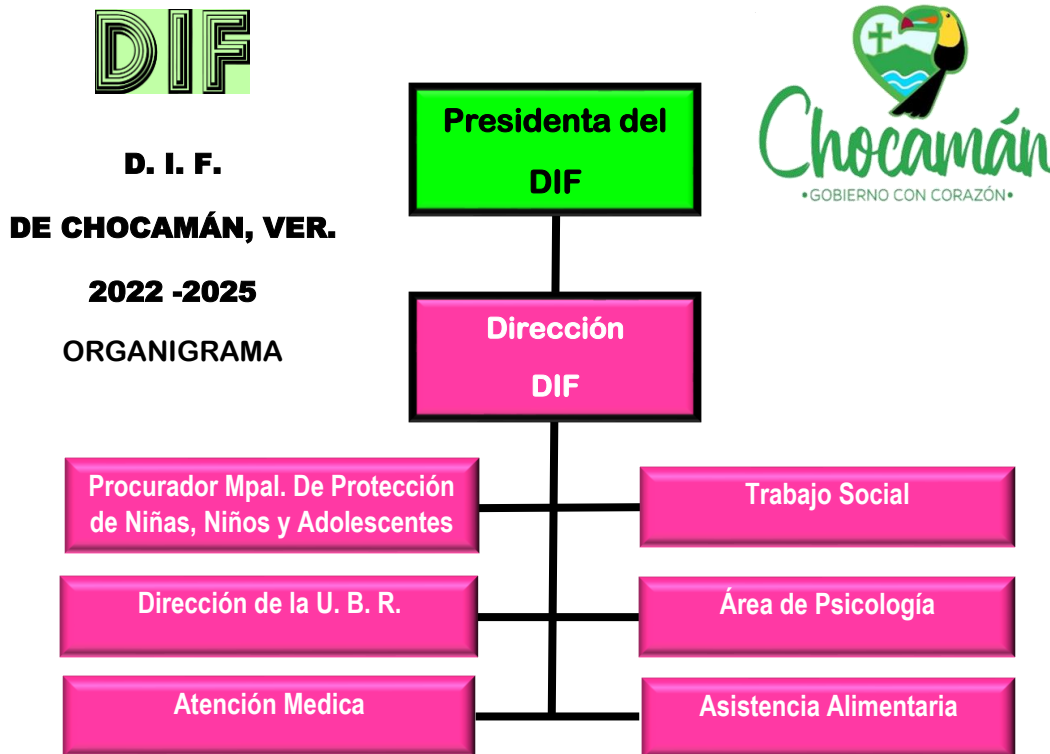 DIF
D. I. F.
DE CHOCAMÁN, VER.
2022 -2025
ORGANIGRAMA
Chocamán
•GOBIERNO CON CORAZÓN•
Presidenta del
DIF
Dirección
DIF
Procurador Mpal. De Protección
de Niñas, Niños y Adolescentes
Trabajo Social
Dirección de la U. B. R.
Área de Psicología
Atención Medica
Asistencia Alimentaria